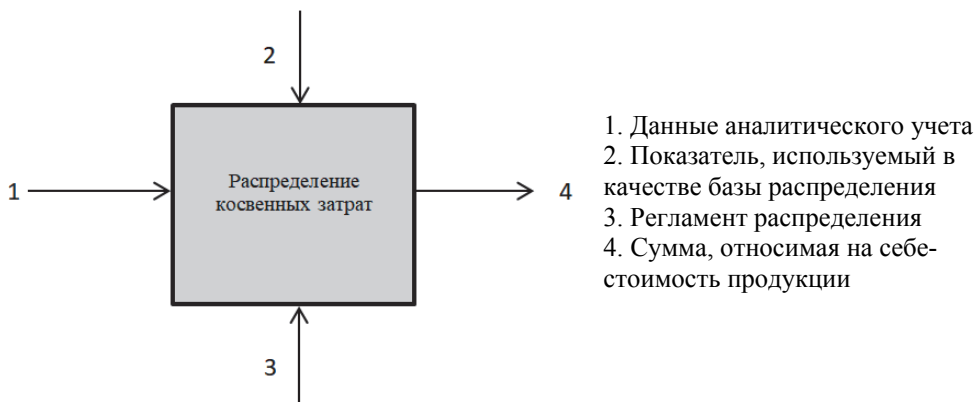 2
1
Распределение
косвенных затрат
4
3
1. Данные аналитического учета
2. Показатель, используемый в
качестве базы распределения
3. Регламент распределения
4. Сумма, относимая на себе-
стоимость продукции